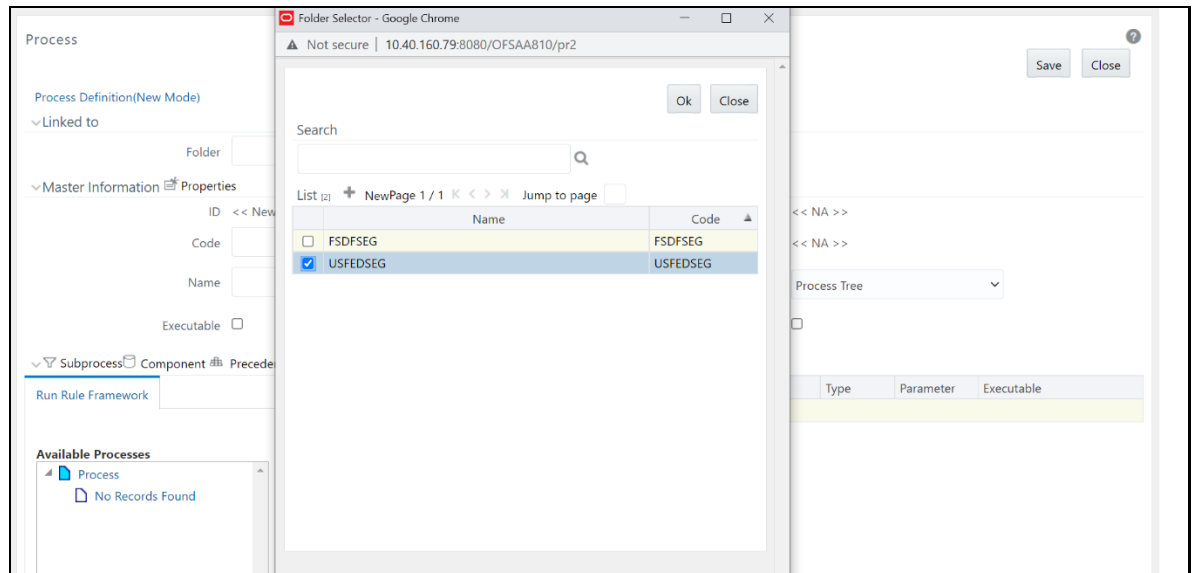 Folder Selector - Google Chrome
Not secure | 10.40.160.79:8080/OFSAA810/pr2
Ok Close
Search
List [2] NewPage 1 / 1 Jump to page
Name Code
FSDFSEG FSDFSEG
USFEDSEG USFEDSEG
Process
Save Close
Process Definition(New Mode)
Linked to
Folder
Master Information Properties
ID << New << NA >>
Code << NA >>
Name Process Tree
Executable
Subprocess Component Preceden
Run Rule Framework Type Parameter Executable
Available Processes
Process
No Records Found